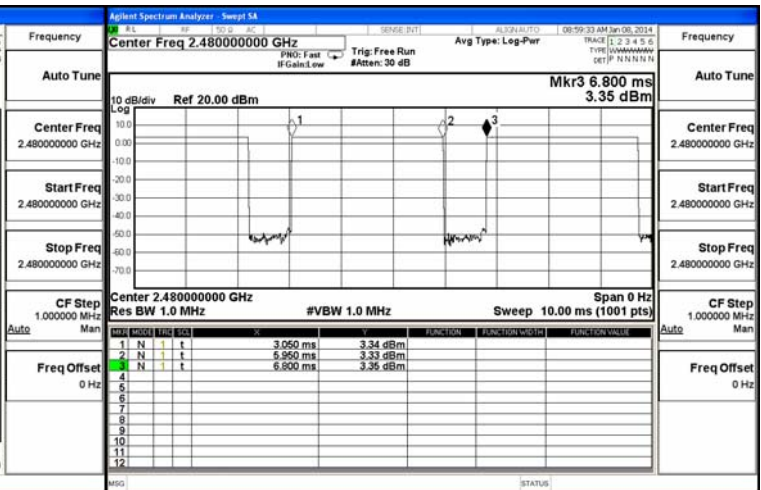 Agilent Spectrum Analyzer - Swept SA
RL RF 50 Ω AC SENSE:INT ALIGNAUTO 08:59:33 AM Jan 08, 2014
Center Freq 2.480000000 GHz
PNO: Fast
IFGain:Low
Trig: Free Run
#Atten: 30 dB
Avg Type: Log-Pwr
TRACE 1 2 3 4 5 6
TYPE
DET P N N N N N
Mkr3 6.800 ms
3.35 dBm
10 dB/div Ref 20.00 dBm
Log
10.0
0.00
-10.0
-20.0
-30.0
-40.0
-50.0
-60.0
-70.0
1
2
3
Center 2.480000000 GHz Span 0 Hz
Res BW 1.0 MHz #VBW 1.0 MHz Sweep 10.00 ms (1001 pts)
MKR MODE TRC SCL X Y FUNCTION FUNCTION WIDTH FUNCTION VALUE
1 N 1 t 3.050 ms 3.34 dBm
2 N 1 t 5.950 ms 3.33 dBm
3 N 1 t 6.800 ms 3.35 dBm
4
5
6
7
8
9
10
11
12
MSG STATUS
Frequency
Auto Tune
Center Freq
2.480000000 GHz
Start Freq
2.480000000 GHz
Stop Freq
2.480000000 GHz
CF Step
1.000000 MHz
Auto Man
Freq Offset
0 Hz
Frequency
Auto Tune
Center Freq
2.480000000 GHz
Start Freq
2.480000000 GHz
Stop Freq
2.480000000 GHz
CF Step
1.000000 MHz
Auto Man
Freq Offset
0 Hz